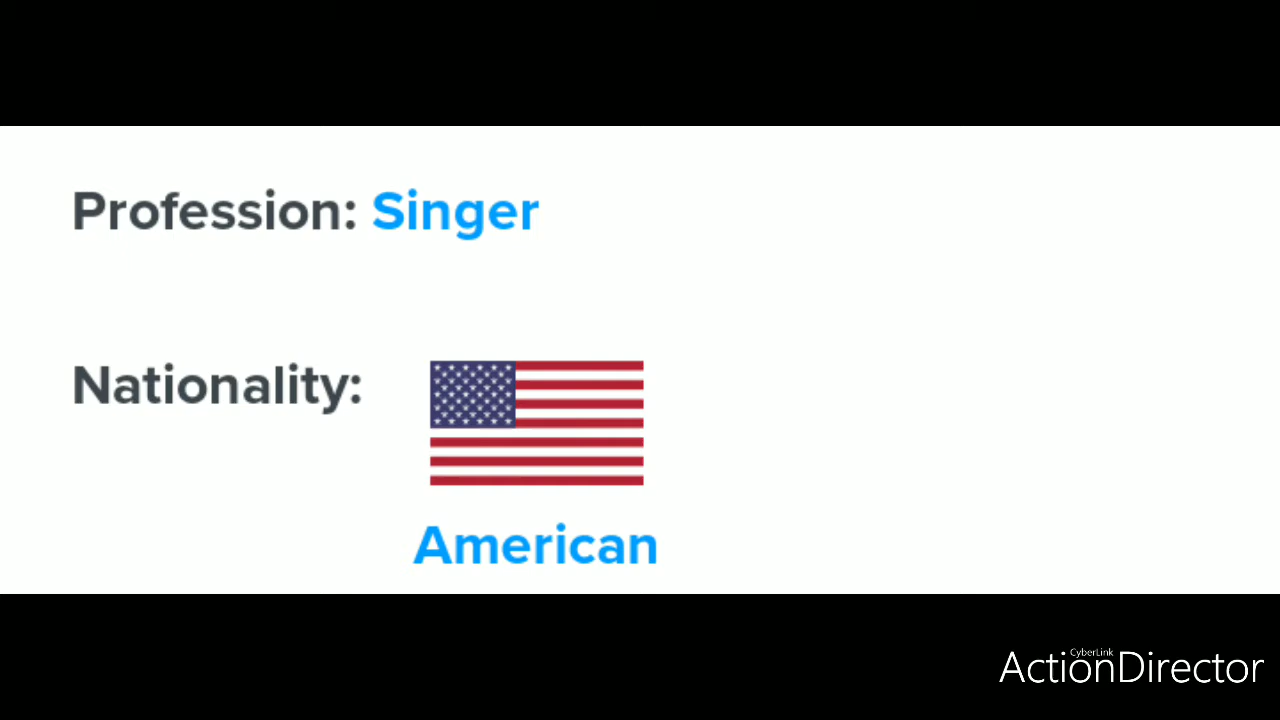 Profession: Singer
Nationality:
American
CyberLink
ActionDirector